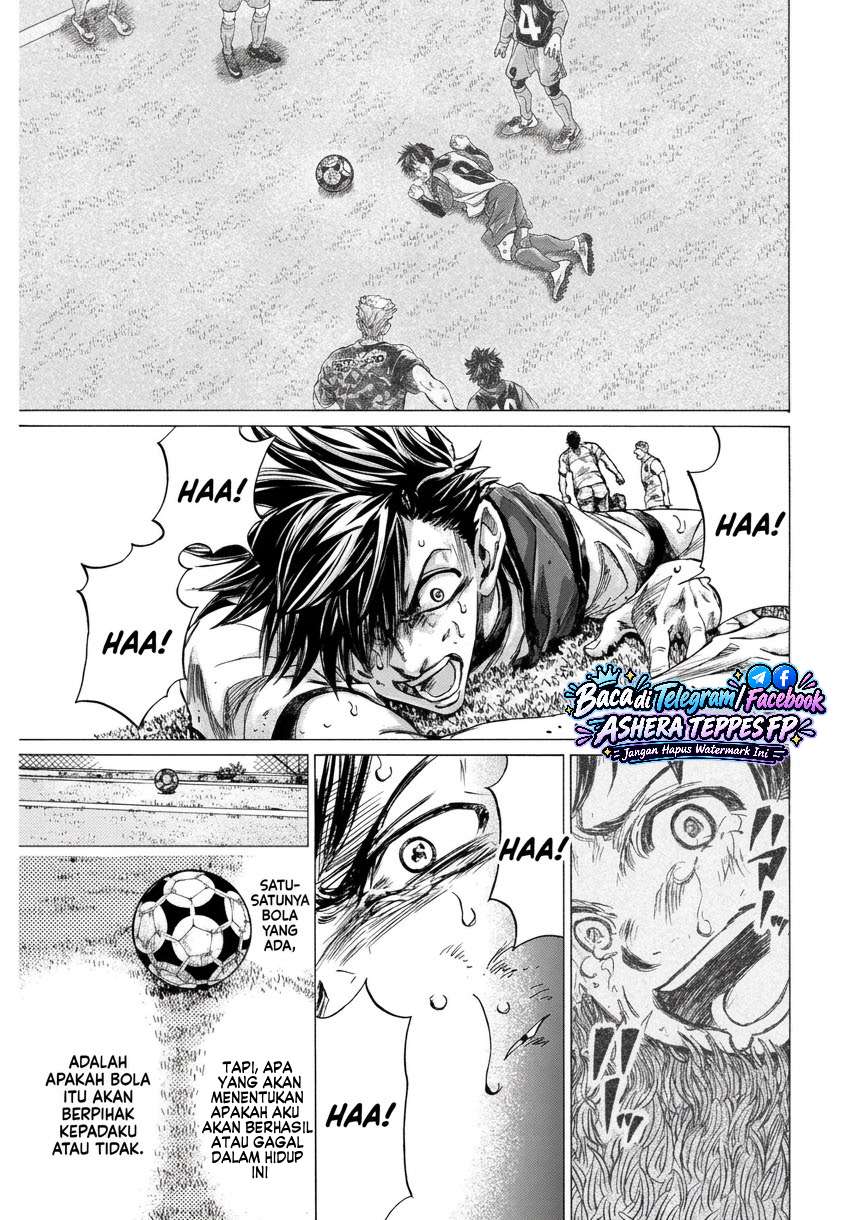 4
HAA!
HAA!
HAA!
Baca di Telegram/Facebook
ASHERA TEPPES FP
Jangan Hapus Watermark Ini
HAA!
HAA!
SATU-
SATUNYA
BOLA
YANG
ADA,
TAPI, APA
YANG AKAN
MENENTUKAN
APAKAH AKU
AKAN BERHASIL
ATAU GAGAL
DALAM HIDUP
INI
ADALAH
APAKAH BOLA
ITU AKAN
BERPIHAK
KEPADAKU
ATAU TIDAK.